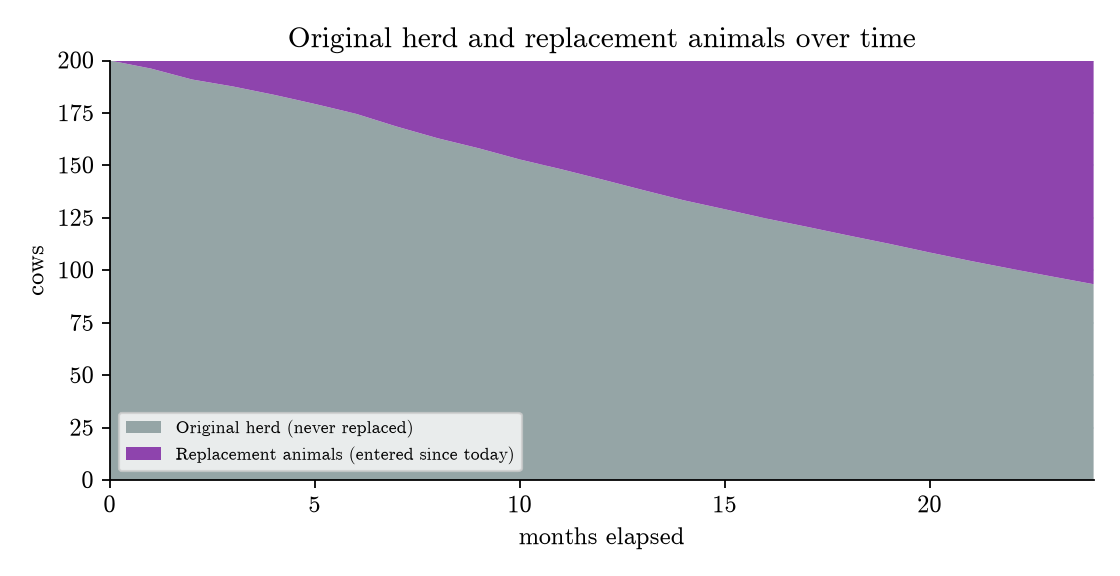 Original herd and replacement animals over time
200
175
150
125
100
75
50
25
0
cows
Original herd (never replaced)
Replacement animals (entered since today)
0 5 10 15 20
months elapsed